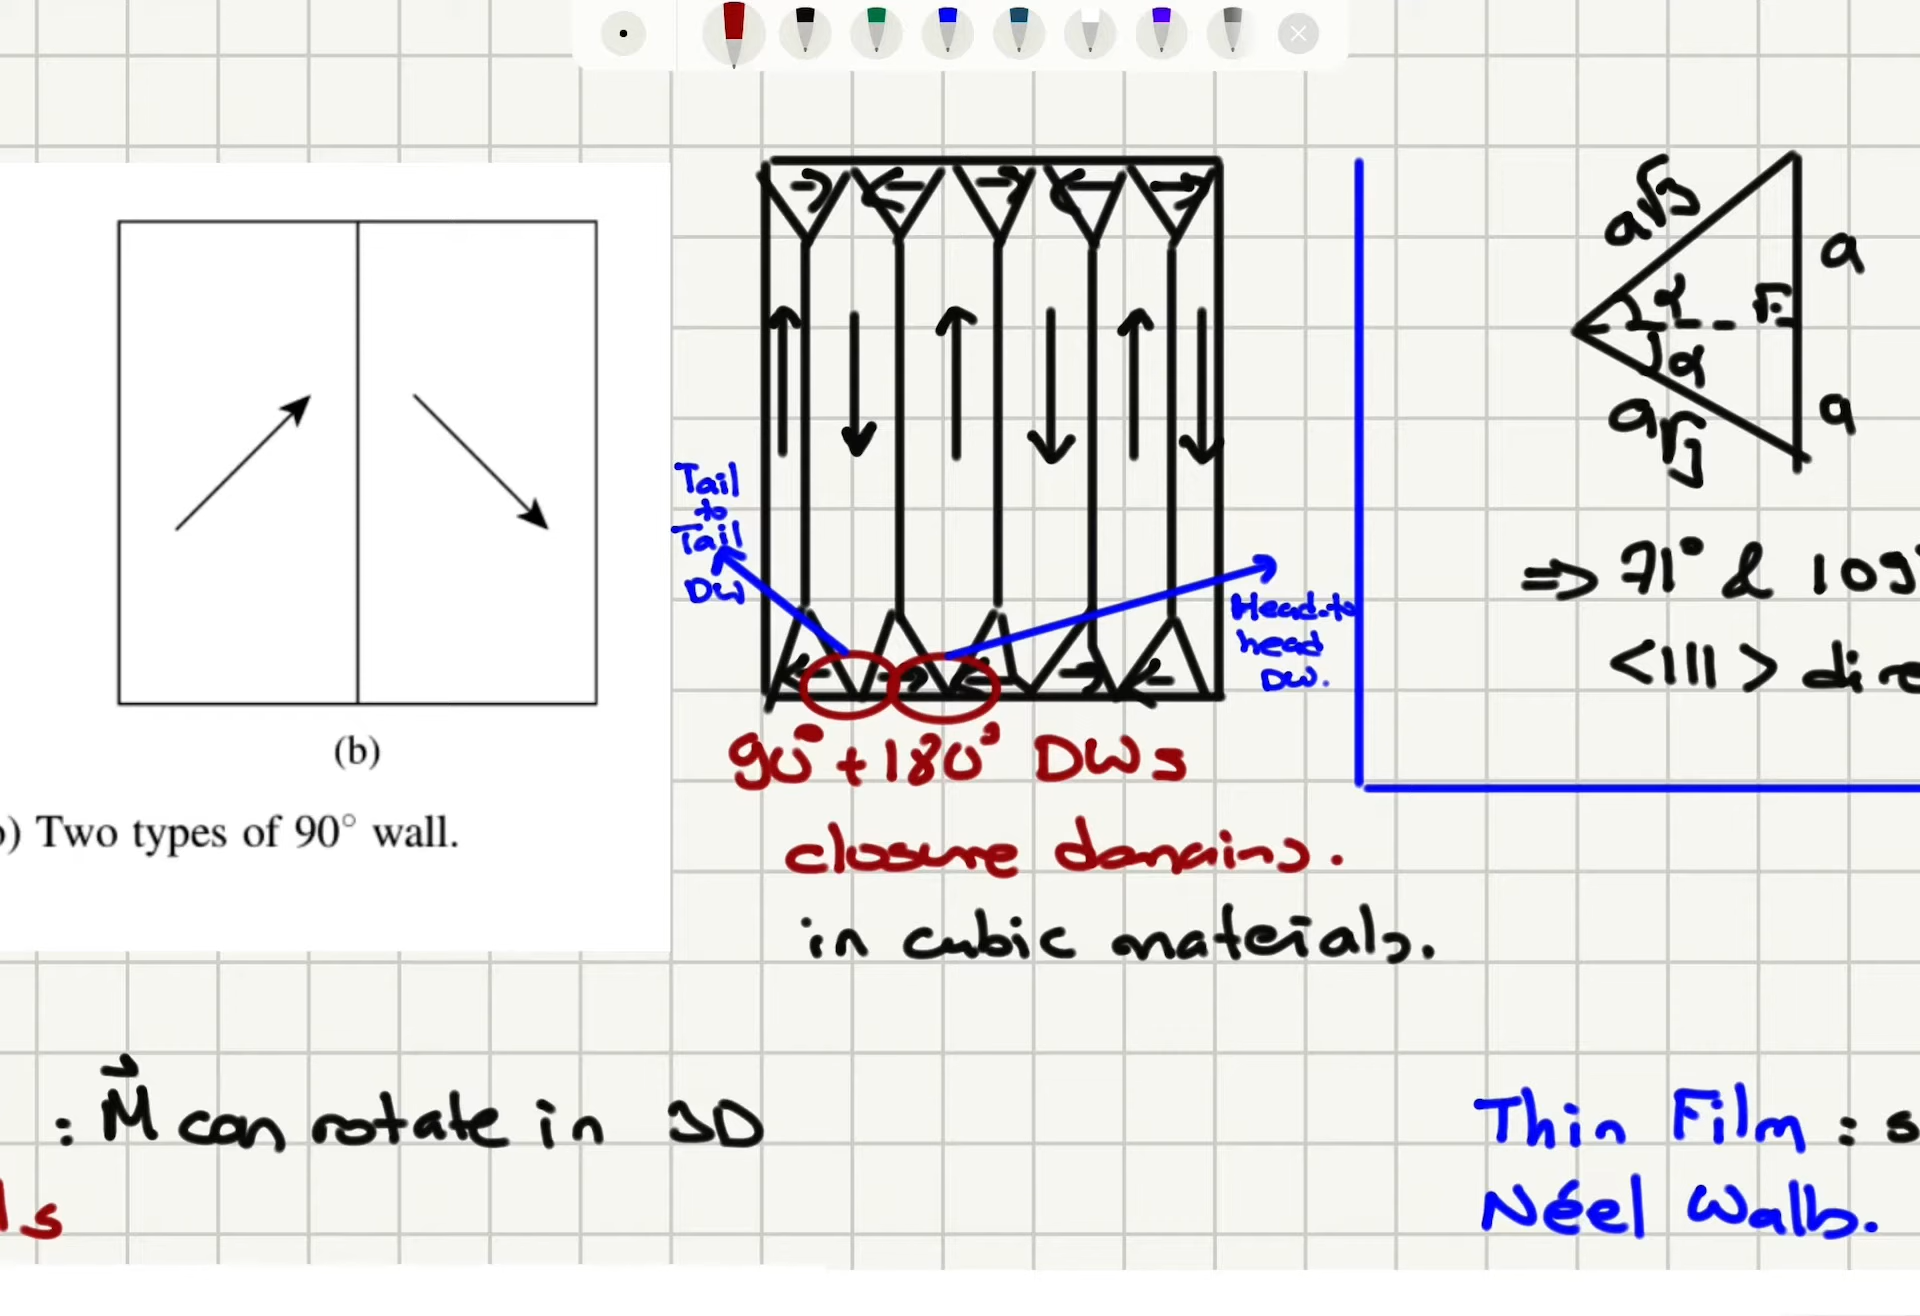 (b)
) Two types of 90° wall.
Tail
to
Tail
DW
Head-to
head
DW.
90° + 180° DWs
closure domains.
in cubic materials.
a√3
a
α
α
a
a√3
⇒ 71° & 109°
<111> dire
: M⃗ can rotate in 3D
ls
Thin Film : s
Néel Walls.